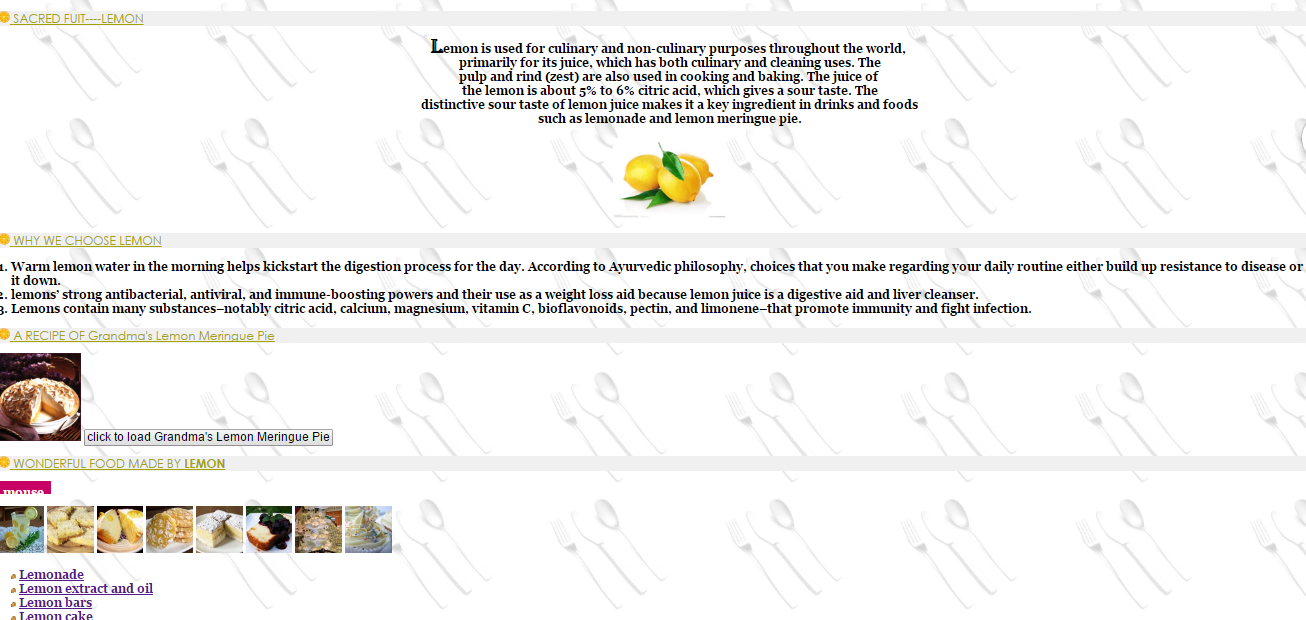 SACRED FUIT----LEMON
Lemon is used for culinary and non-culinary purposes throughout the world,
primarily for its juice, which has both culinary and cleaning uses. The
pulp and rind (zest) are also used in cooking and baking. The juice of
the lemon is about 5% to 6% citric acid, which gives a sour taste. The
distinctive sour taste of lemon juice makes it a key ingredient in drinks and foods
such as lemonade and lemon meringue pie.
WHY WE CHOOSE LEMON
1. Warm lemon water in the morning helps kickstart the digestion process for the day. According to Ayurvedic philosophy, choices that you make regarding your daily routine either build up resistance to disease or
it down.
2. lemons’ strong antibacterial, antiviral, and immune-boosting powers and their use as a weight loss aid because lemon juice is a digestive aid and liver cleanser.
3. Lemons contain many substances–notably citric acid, calcium, magnesium, vitamin C, bioflavonoids, pectin, and limonene–that promote immunity and fight infection.
A RECIPE OF Grandma's Lemon Meringue Pie
click to load Grandma's Lemon Meringue Pie
WONDERFUL FOOD MADE BY LEMON
mouse
Lemonade
Lemon extract and oil
Lemon bars
Lemon cake